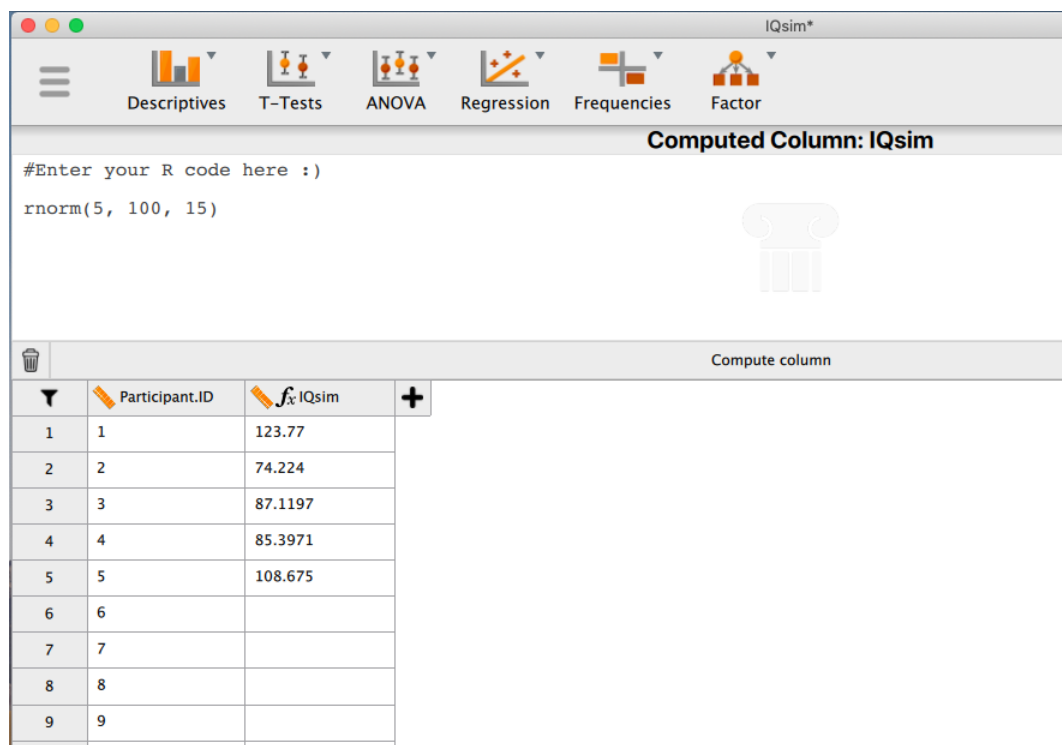 IQsim*
Descriptives T-Tests ANOVA Regression Frequencies Factor
Computed Column: IQsim
#Enter your R code here :)
rnorm(5, 100, 15)
Compute column
Participant.ID fx IQsim
1 1 123.77
2 2 74.224
3 3 87.1197
4 4 85.3971
5 5 108.675
6 6
7 7
8 8
9 9